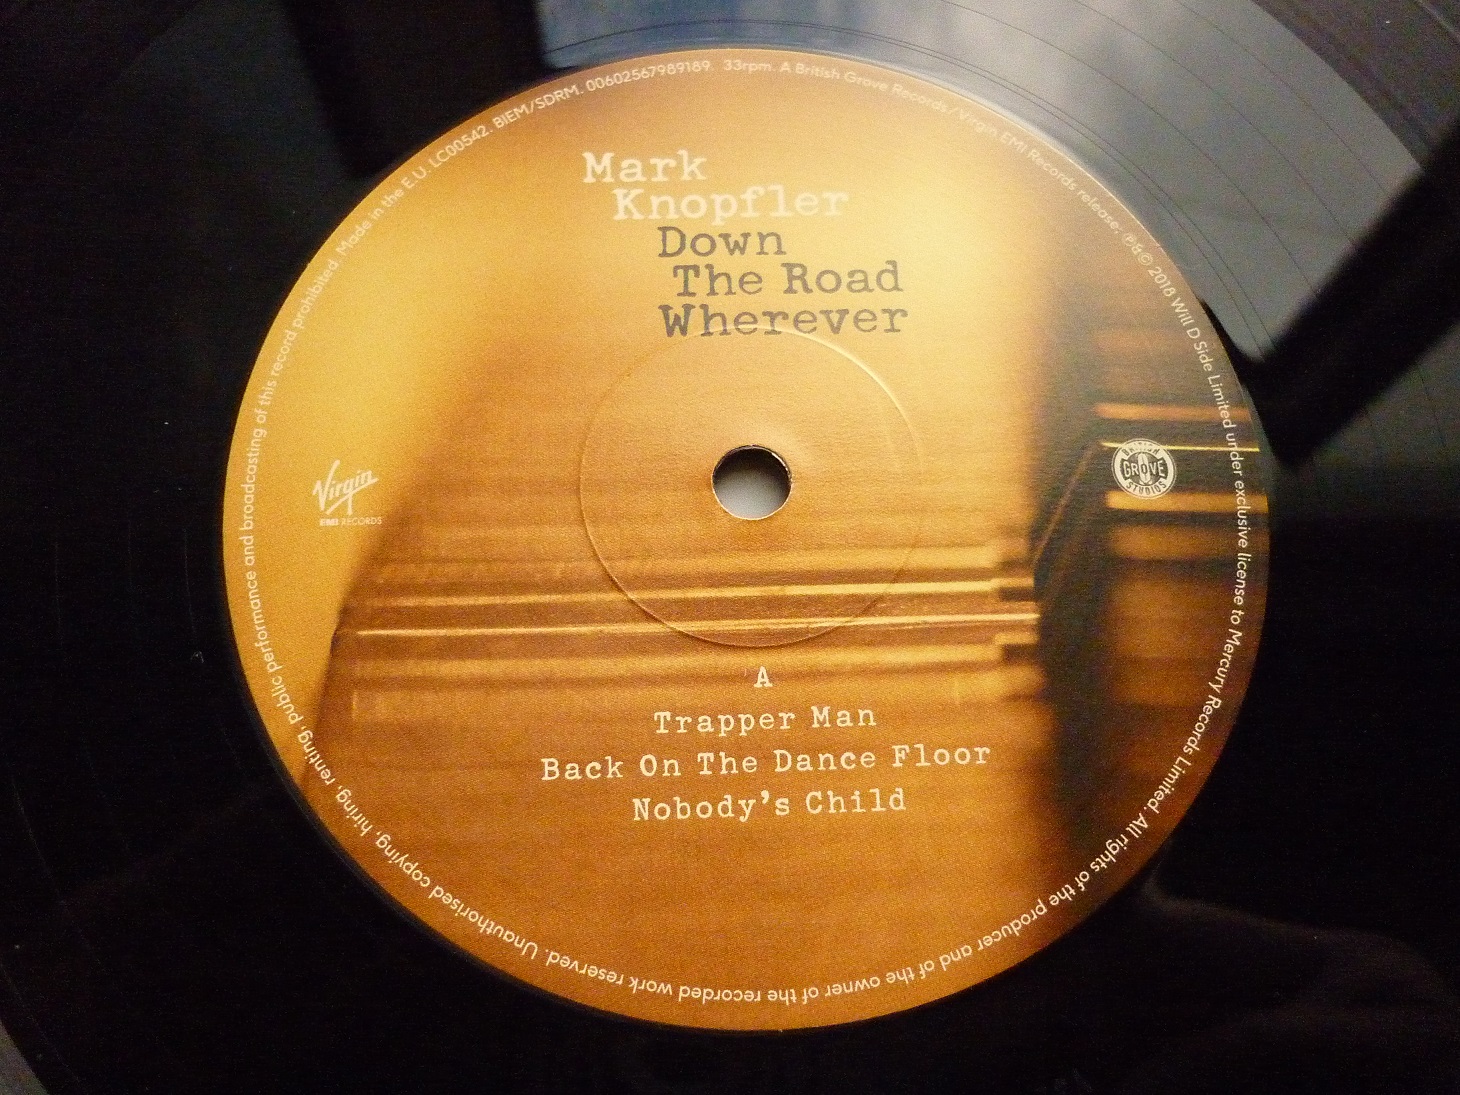 Mark
Knopfler
Down
The Road
Wherever
Virgin
EMI RECORDS
British
GROVE
STUDIOS
A
Trapper Man
Back On The Dance Floor
Nobody's Child
33rpm. A British Grove Records/Virgin EMI Records release. ℗&© 2018 Will D Side Limited under exclusive license to Mercury Records Limited. All rights of the producer and of the owner of the recorded work reserved. Unauthorised copying, hiring, renting, public performance and broadcasting of this record prohibited. Made in the E.U. LC00542. BIEM/SDRM. 00602567989189.